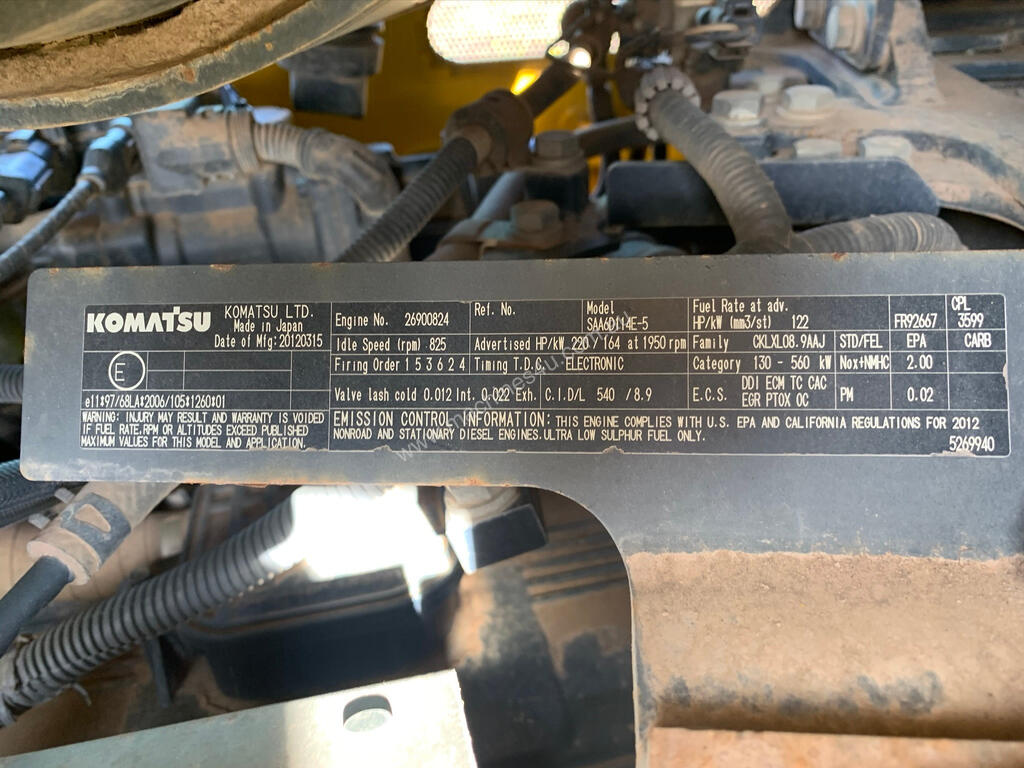 KOMATSU KOMATSU LTD.
Made in Japan
Date of Mfg:20120315
E
e11*97/68LA*2006/105*1260*01
WARNING: INJURY MAY RESULT AND WARRANTY IS VOIDED
IF FUEL RATE.RPM OR ALTITUDES EXCEED PUBLISHED
MAXIMUM VALUES FOR THIS MODEL AND APPLICATION.
Engine No. 26900824 Ref. No. Model SAA6D114E-5 Fuel Rate at adv. HP/kW (mm3/st) 122 FR92667 CPL 3599
Idle Speed (rpm) 825 Advertised HP/kW 220 / 164 at 1950 rpm Family CKLXL08.9AAJ STD/FEL EPA CARB
Firing Order 1 5 3 6 2 4 Timing T.D.C. ELECTRONIC Category 130 - 560 kW Nox+NMHC 2.00
Valve lash cold 0.012 Int. 0.022 Exh. C.I.D/L 540 / 8.9 E.C.S. DDI ECM TC CAC EGR PTOX OC PM 0.02
EMISSION CONTROL INFORMATION: THIS ENGINE COMPLIES WITH U.S. EPA AND CALIFORNIA REGULATIONS FOR 2012
NONROAD AND STATIONARY DIESEL ENGINES.ULTRA LOW SULPHUR FUEL ONLY. 5269940